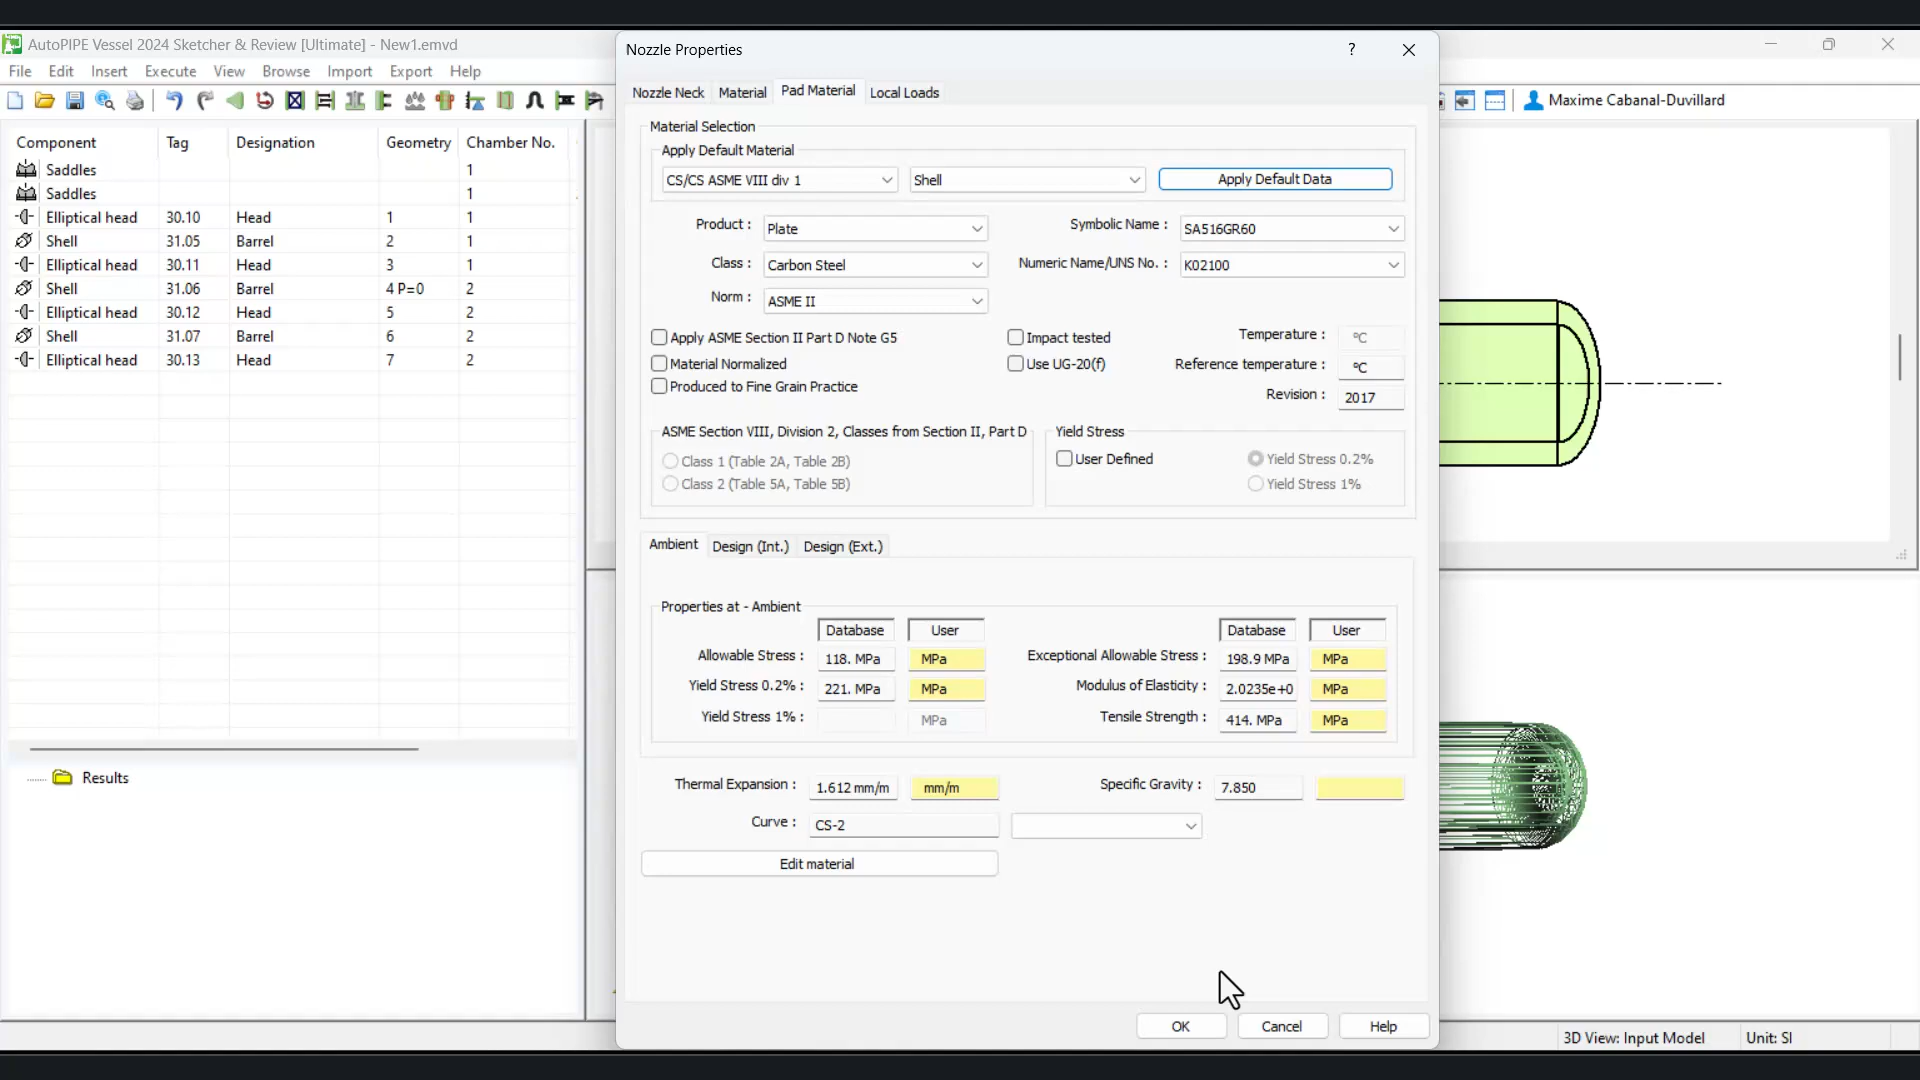 AutoPIPE Vessel 2024 Sketcher & Review [Ultimate] - New1.emvd
File Edit Insert Execute View Browse Import Export Help
Maxime Cabanal-Duvillard
Component Tag Designation Geometry Chamber No.
Saddles 1
Saddles 1
Elliptical head 30.10 Head 1 1
Shell 31.05 Barrel 2 1
Elliptical head 30.11 Head 3 1
Shell 31.06 Barrel 4 P=0 2
Elliptical head 30.12 Head 5 2
Shell 31.07 Barrel 6 2
Elliptical head 30.13 Head 7 2
Results
Nozzle Properties ?
Nozzle Neck Material Pad Material Local Loads
Material Selection
Apply Default Material
CS/CS ASME VIII div 1 Shell Apply Default Data
Product : Plate Symbolic Name : SA516GR60
Class : Carbon Steel Numeric Name/UNS No. : K02100
Norm : ASME II
Apply ASME Section II Part D Note G5 Impact tested Temperature : °C
Material Normalized Use UG-20(f) Reference temperature : °C
Produced to Fine Grain Practice Revision : 2017
ASME Section VIII, Division 2, Classes from Section II, Part D Yield Stress
Class 1 (Table 2A, Table 2B) User Defined Yield Stress 0.2%
Class 2 (Table 5A, Table 5B) Yield Stress 1%
Ambient Design (Int.) Design (Ext.)
Properties at - Ambient
Database User Database User
Allowable Stress : 118. MPa MPa Exceptional Allowable Stress : 198.9 MPa MPa
Yield Stress 0.2% : 221. MPa MPa Modulus of Elasticity : 2.0235e+0 MPa
Yield Stress 1% : MPa Tensile Strength : 414. MPa MPa
Thermal Expansion : 1.612 mm/m mm/m Specific Gravity : 7.850
Curve : CS-2
Edit material
OK Cancel Help
3D View: Input Model Unit: SI